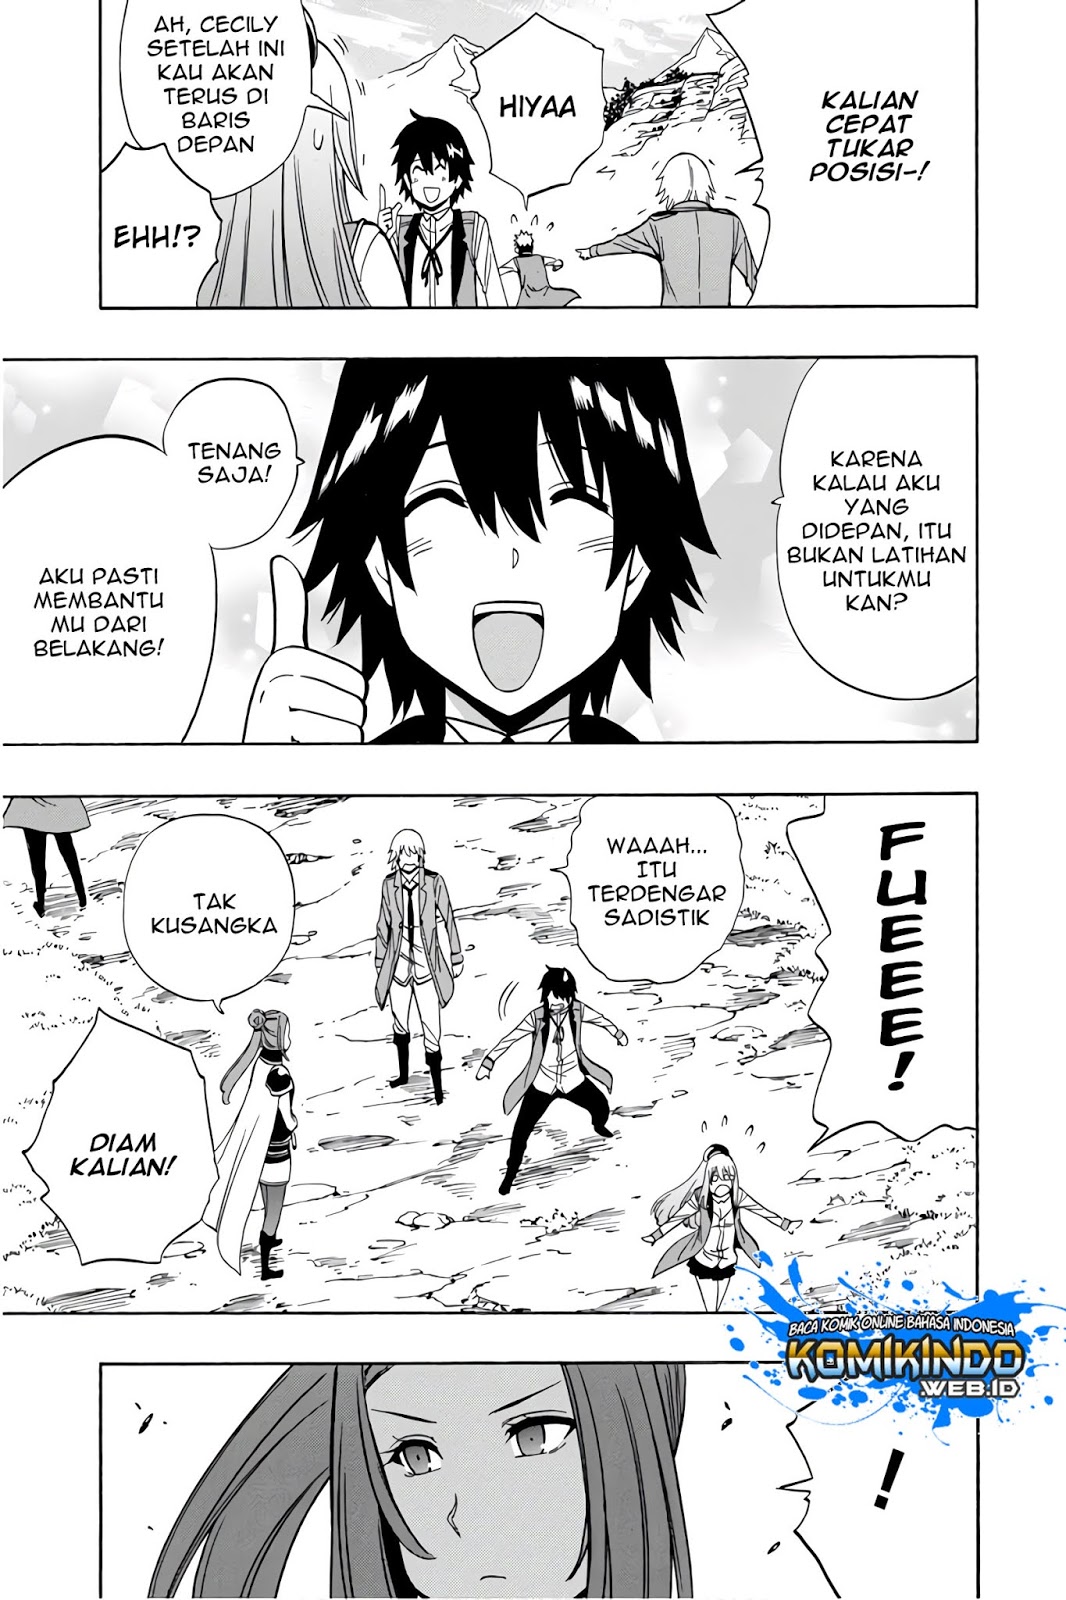 KALIAN
CEPAT
TUKAR
POSISI-!
HIYAA
AH, CECILY
SETELAH INI
KAU AKAN
TERUS DI
BARIS
DEPAN
EHH!?
KARENA
KALAU AKU
YANG
DIDEPAN, ITU
BUKAN LATIHAN
UNTUKMU
KAN?
TENANG
SAJA!
AKU PASTI
MEMBANTU
MU DARI
BELAKANG!
FUEEEE!
WAAAH...
ITU
TERDENGAR
SADISTIK
TAK
KUSANGKA
DIAM
KALIAN!
BACA KOMIK ONLINE BAHASA INDONESIA
KOMIKINDO
WEB.ID
!